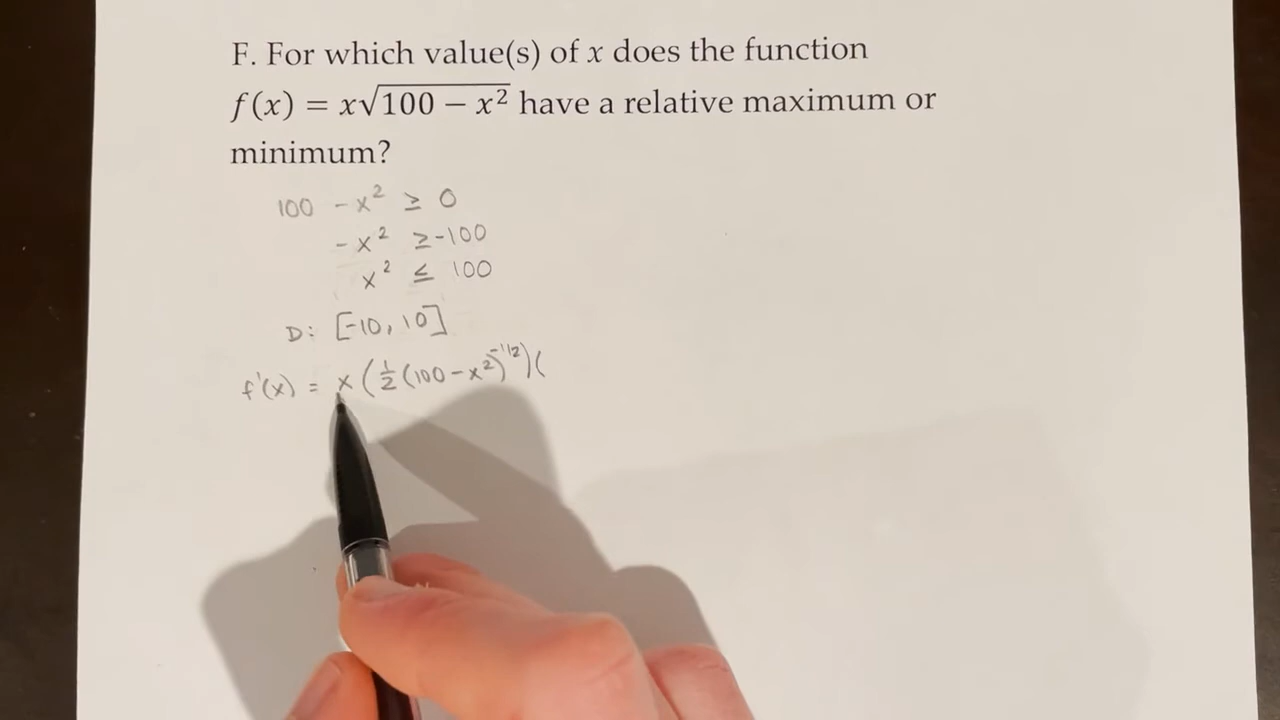 F. For which value(s) of x does the function
f(x) = x√(100 − x²) have a relative maximum or
minimum?
100 - x² ≥ 0
- x² ≥ -100
x² ≤ 100
D: [-10, 10]
f'(x) = x (½(100 - x²)^(-1/2))(